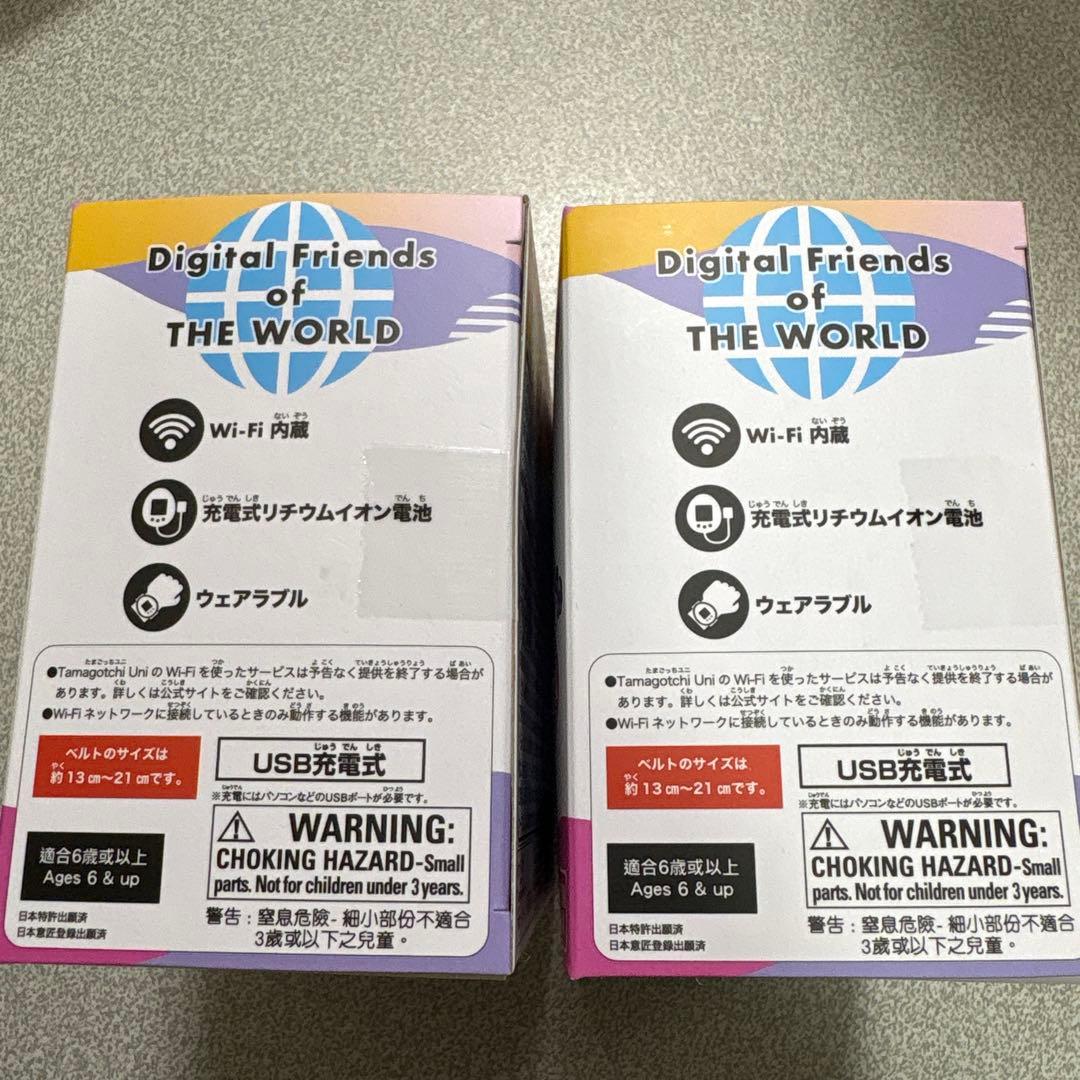 Digital Friends
of
THE WORLD
Wi-Fi 内蔵
充電式リチウムイオン電池
ウェアラブル
●Tamagotchi Uni の Wi-Fi を使ったサービスは予告なく提供を終了する場合が
あります。詳しくは公式サイトをご確認ください。
●Wi-Fi ネットワークに接続しているときのみ動作する機能があります。
ベルトのサイズは
約13㎝〜21㎝です。
USB充電式
※充電にはパソコンなどのUSBポートが必要です。
適合6歳或以上
Ages 6 & up
WARNING:
CHOKING HAZARD-Small
parts. Not for children under 3 years.
日本特許出願済
日本意匠登録出願済
警告：窒息危險- 細小部份不適合
3歲或以下之兒童。
Digital Friends
of
THE WORLD
Wi-Fi 内蔵
充電式リチウムイオン電池
ウェアラブル
●Tamagotchi Uni の Wi-Fi を使ったサービスは予告なく提供を終了する場合が
あります。詳しくは公式サイトをご確認ください。
●Wi-Fi ネットワークに接続しているときのみ動作する機能があります。
ベルトのサイズは
約13㎝〜21㎝です。
USB充電式
※充電にはパソコンなどのUSBポートが必要です。
適合6歳或以上
Ages 6 & up
WARNING:
CHOKING HAZARD-Small
parts. Not for children under 3 years.
日本特許出願済
日本意匠登録出願済
警告：窒息危險- 細小部份不適合
3歲或以下之兒童。